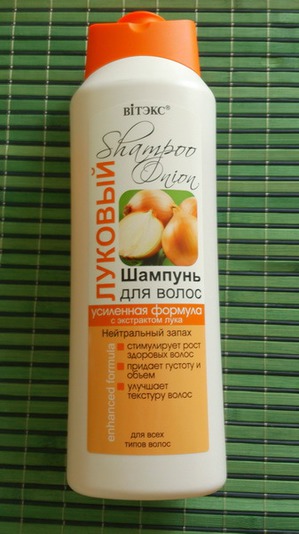 ВIТЭКС®
Shampoo
Onion
ЛУКОВЫЙ
Шампунь
для волос
усиленная формула
с экстрактом лука
Нейтральный запах
enhanced formula
стимулирует рост
здоровых волос
придает густоту и
объем
улучшает
текстуру волос
для всех
типов волос